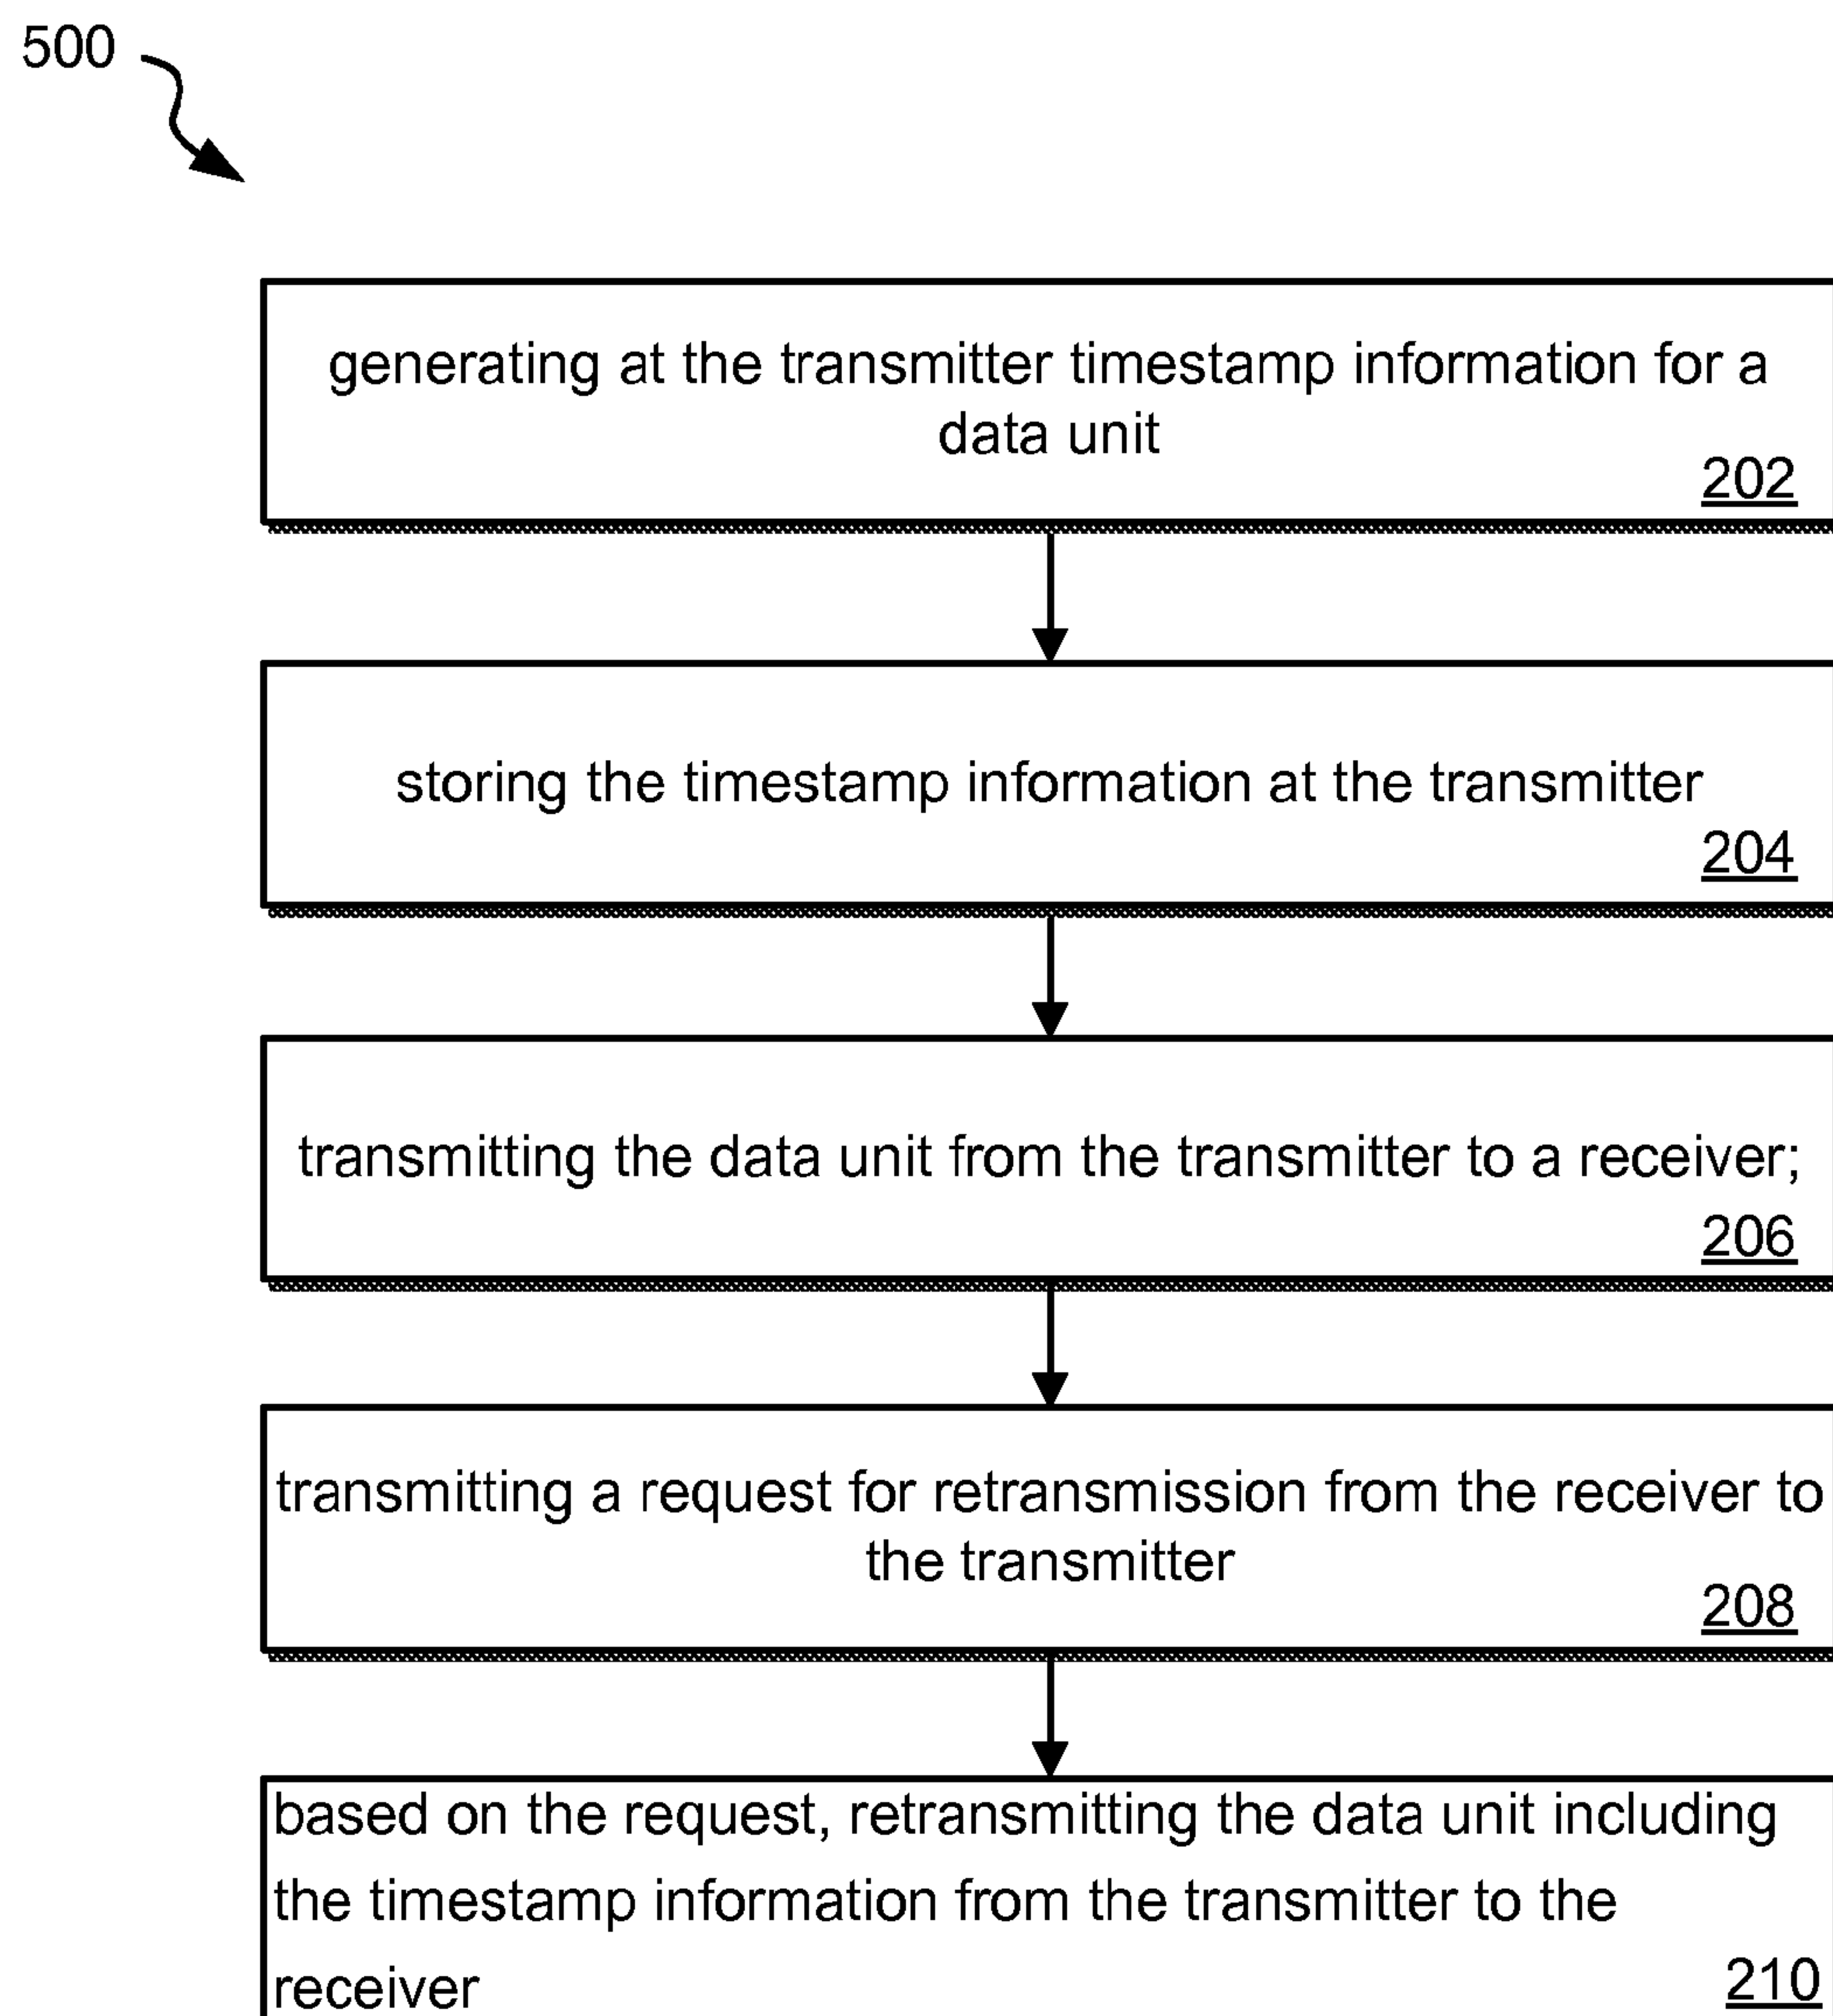 500
generating at the transmitter timestamp information for a
data unit
202
storing the timestamp information at the transmitter
204
transmitting the data unit from the transmitter to a receiver;
206
transmitting a request for retransmission from the receiver to
the transmitter
208
based on the request, retransmitting the data unit including
the timestamp information from the transmitter to the
receiver
210